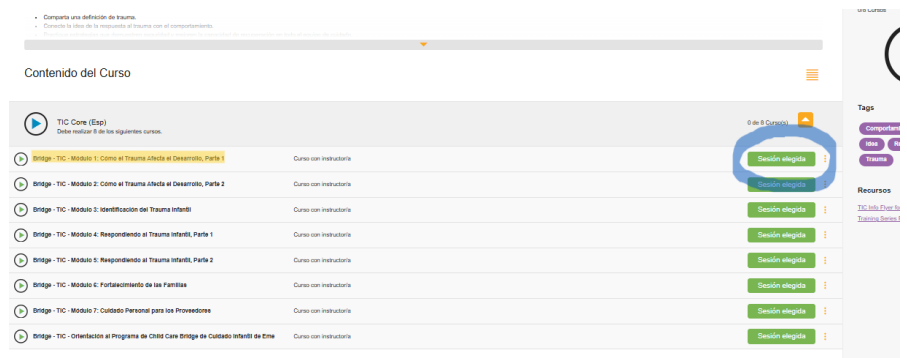 Comparta una definición de trauma.
Conecte la idea de la respuesta al trauma con el comportamiento.
Contenido del Curso
TIC Core (Esp)
Debe realizar 8 de los siguientes cursos.
0 de 8 Curso(s)
Bridge - TIC - Módulo 1: Cómo el Trauma Afecta el Desarrollo, Parte 1
Curso con instructor/a
Sesión elegida
Bridge - TIC - Módulo 2: Cómo el Trauma Afecta el Desarrollo, Parte 2
Curso con instructor/a
Sesión elegida
Bridge - TIC - Módulo 3: Identificación del Trauma Infantil
Curso con instructor/a
Sesión elegida
Bridge - TIC - Módulo 4: Respondiendo al Trauma Infantil, Parte 1
Curso con instructor/a
Sesión elegida
Bridge - TIC - Módulo 5: Respondiendo al Trauma Infantil, Parte 2
Curso con instructor/a
Sesión elegida
Bridge - TIC - Módulo 6: Fortalecimiento de las Familias
Curso con instructor/a
Sesión elegida
Bridge - TIC - Módulo 7: Cuidado Personal para los Proveedores
Curso con instructor/a
Sesión elegida
Bridge - TIC - Orientación al Programa de Child Care Bridge de Cuidado Infantil de Eme
Curso con instructor/a
Sesión elegida
Tags
Comportami
Idea
Trauma
Recursos
TIC Info Flyer fo
Training Series